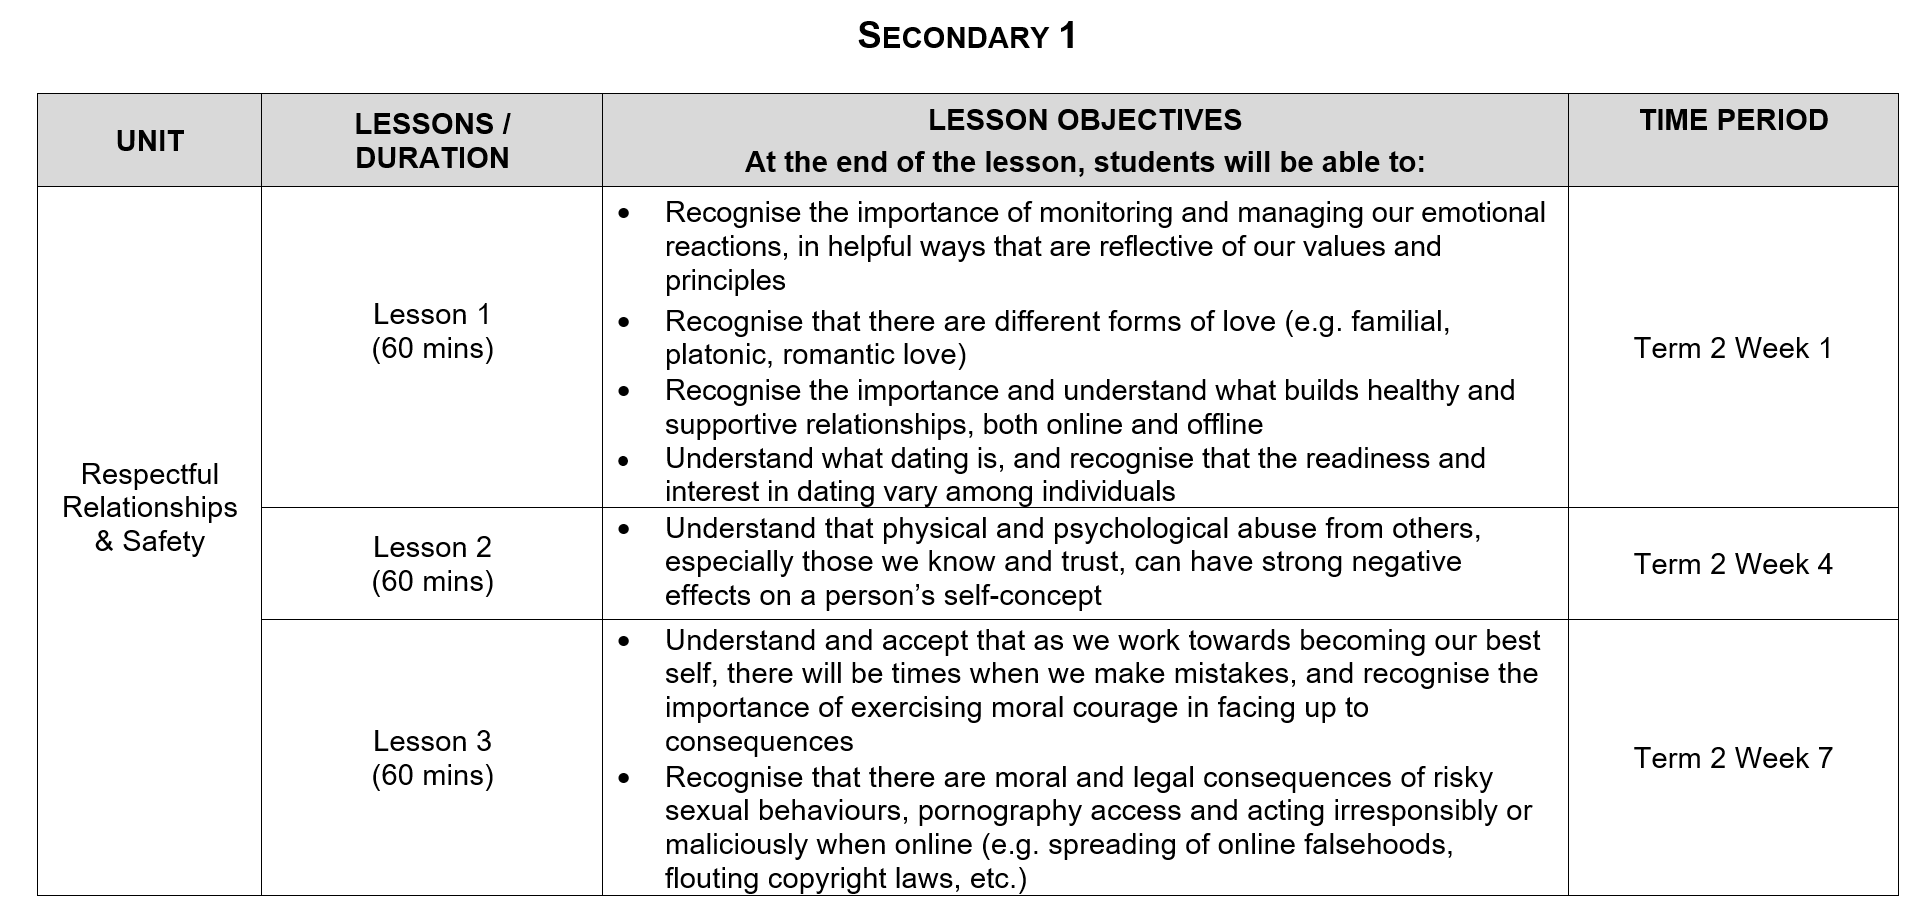 SECONDARY 1
UNIT
LESSONS /
DURATION
LESSON OBJECTIVES
At the end of the lesson, students will be able to:
TIME PERIOD
Respectful
Relationships
& Safety
Lesson 1
(60 mins)
• Recognise the importance of monitoring and managing our emotional
reactions, in helpful ways that are reflective of our values and
principles
• Recognise that there are different forms of love (e.g. familial,
platonic, romantic love)
• Recognise the importance and understand what builds healthy and
supportive relationships, both online and offline
• Understand what dating is, and recognise that the readiness and
interest in dating vary among individuals
Term 2 Week 1
Lesson 2
(60 mins)
• Understand that physical and psychological abuse from others,
especially those we know and trust, can have strong negative
effects on a person’s self-concept
Term 2 Week 4
Lesson 3
(60 mins)
• Understand and accept that as we work towards becoming our best
self, there will be times when we make mistakes, and recognise the
importance of exercising moral courage in facing up to
consequences
• Recognise that there are moral and legal consequences of risky
sexual behaviours, pornography access and acting irresponsibly or
maliciously when online (e.g. spreading of online falsehoods,
flouting copyright laws, etc.)
Term 2 Week 7